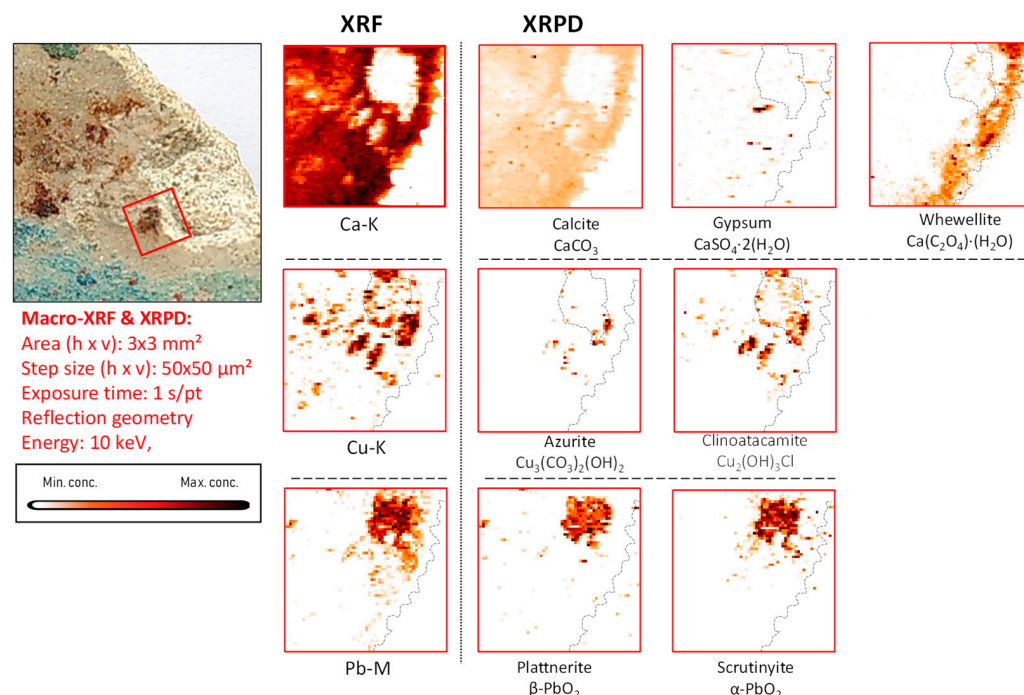 XRF
XRPD
Ca-K
Calcite
CaCO₃
Gypsum
CaSO₄·2(H₂O)
Whewellite
Ca(C₂O₄)·(H₂O)
Macro-XRF & XRPD:
Area (h x v): 3x3 mm²
Step size (h x v): 50x50 µm²
Exposure time: 1 s/pt
Reflection geometry
Energy: 10 keV,
Min. conc.
Max. conc.
Cu-K
Azurite
Cu₃(CO₃)₂(OH)₂
Clinoatacamite
Cu₂(OH)₃Cl
Pb-M
Plattnerite
β-PbO₂
Scrutinyite
α-PbO₂